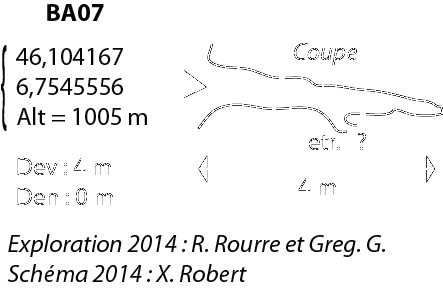 BA07
46,104167
6,7545556
Alt = 1005 m
Coupe
etr. ?
4 m
Dev : 4 m
Den : 0 m
Exploration 2014 : R. Rourre et Greg. G.
Schéma 2014 : X. Robert